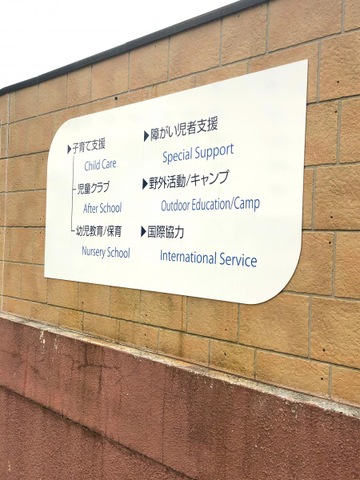 ▶子育て支援
Child Care
児童クラブ
After School
幼児教育/保育
Nursery School
▶障がい児者支援
Special Support
▶野外活動/キャンプ
Outdoor Education/Camp
▶国際協力
International Service